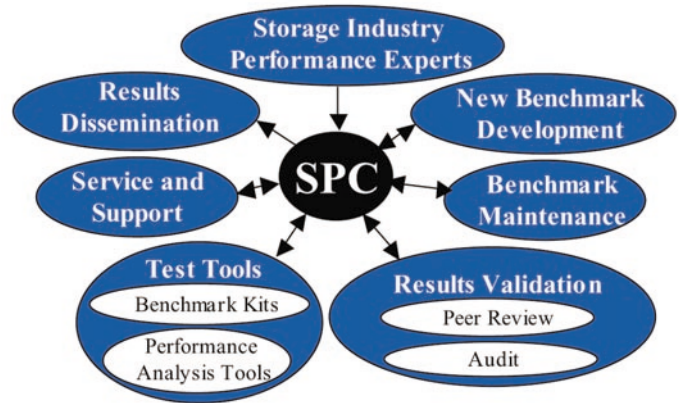 Storage Industry
Performance Experts
Results
Dissemination
New Benchmark
Development
SPC
Service and
Support
Benchmark
Maintenance
Test Tools
Benchmark Kits
Performance
Analysis Tools
Results Validation
Peer Review
Audit